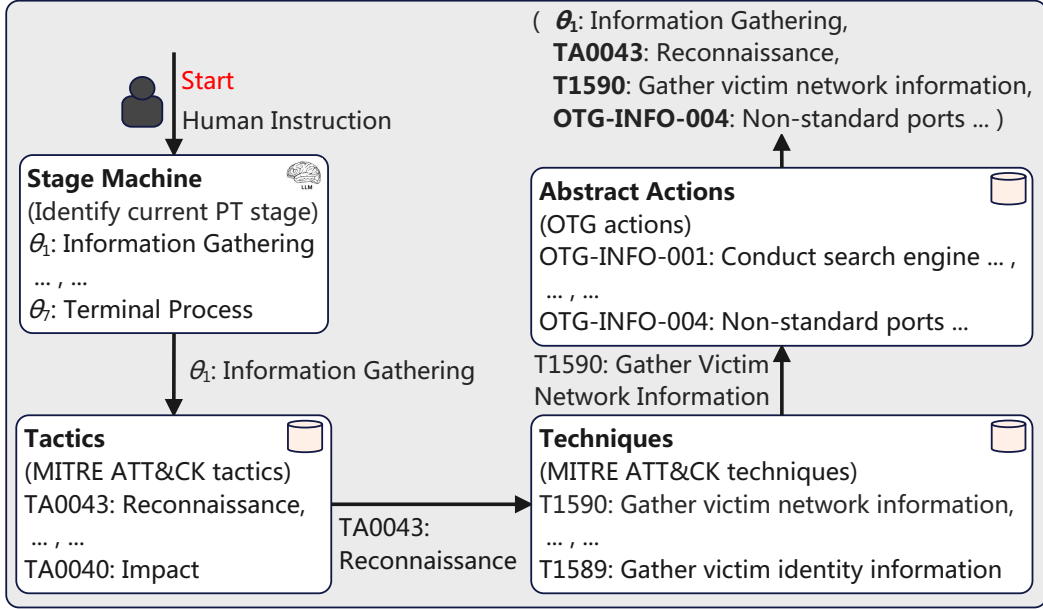 Start
Human Instruction
Stage Machine
LLM
(Identify current PT stage)
θ1: Information Gathering
... , ...
θ7: Terminal Process
θ1: Information Gathering
Tactics
(MITRE ATT&CK tactics)
TA0043: Reconnaissance,
... , ...
TA0040: Impact
TA0043:
Reconnaissance
Techniques
(MITRE ATT&CK techniques)
T1590: Gather victim network information,
... , ...
T1589: Gather victim identity information
T1590: Gather Victim
Network Information
Abstract Actions
(OTG actions)
OTG-INFO-001: Conduct search engine ... ,
... , ...
OTG-INFO-004: Non-standard ports ...
( θ1: Information Gathering,
TA0043: Reconnaissance,
T1590: Gather victim network information,
OTG-INFO-004: Non-standard ports ... )